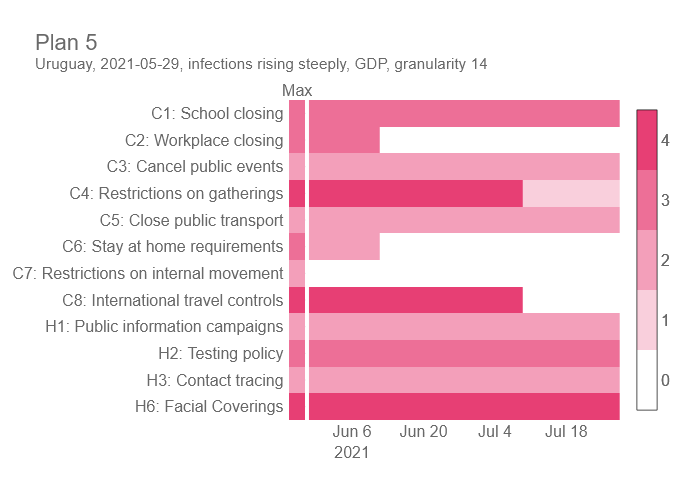 Plan 5
Uruguay, 2021-05-29, infections rising steeply, GDP, granularity 14
Max
C1: School closing
C2: Workplace closing
C3: Cancel public events
C4: Restrictions on gatherings
C5: Close public transport
C6: Stay at home requirements
C7: Restrictions on internal movement
C8: International travel controls
H1: Public information campaigns
H2: Testing policy
H3: Contact tracing
H6: Facial Coverings
4
3
2
1
0
Jun 6 Jun 20 Jul 4 Jul 18
2021